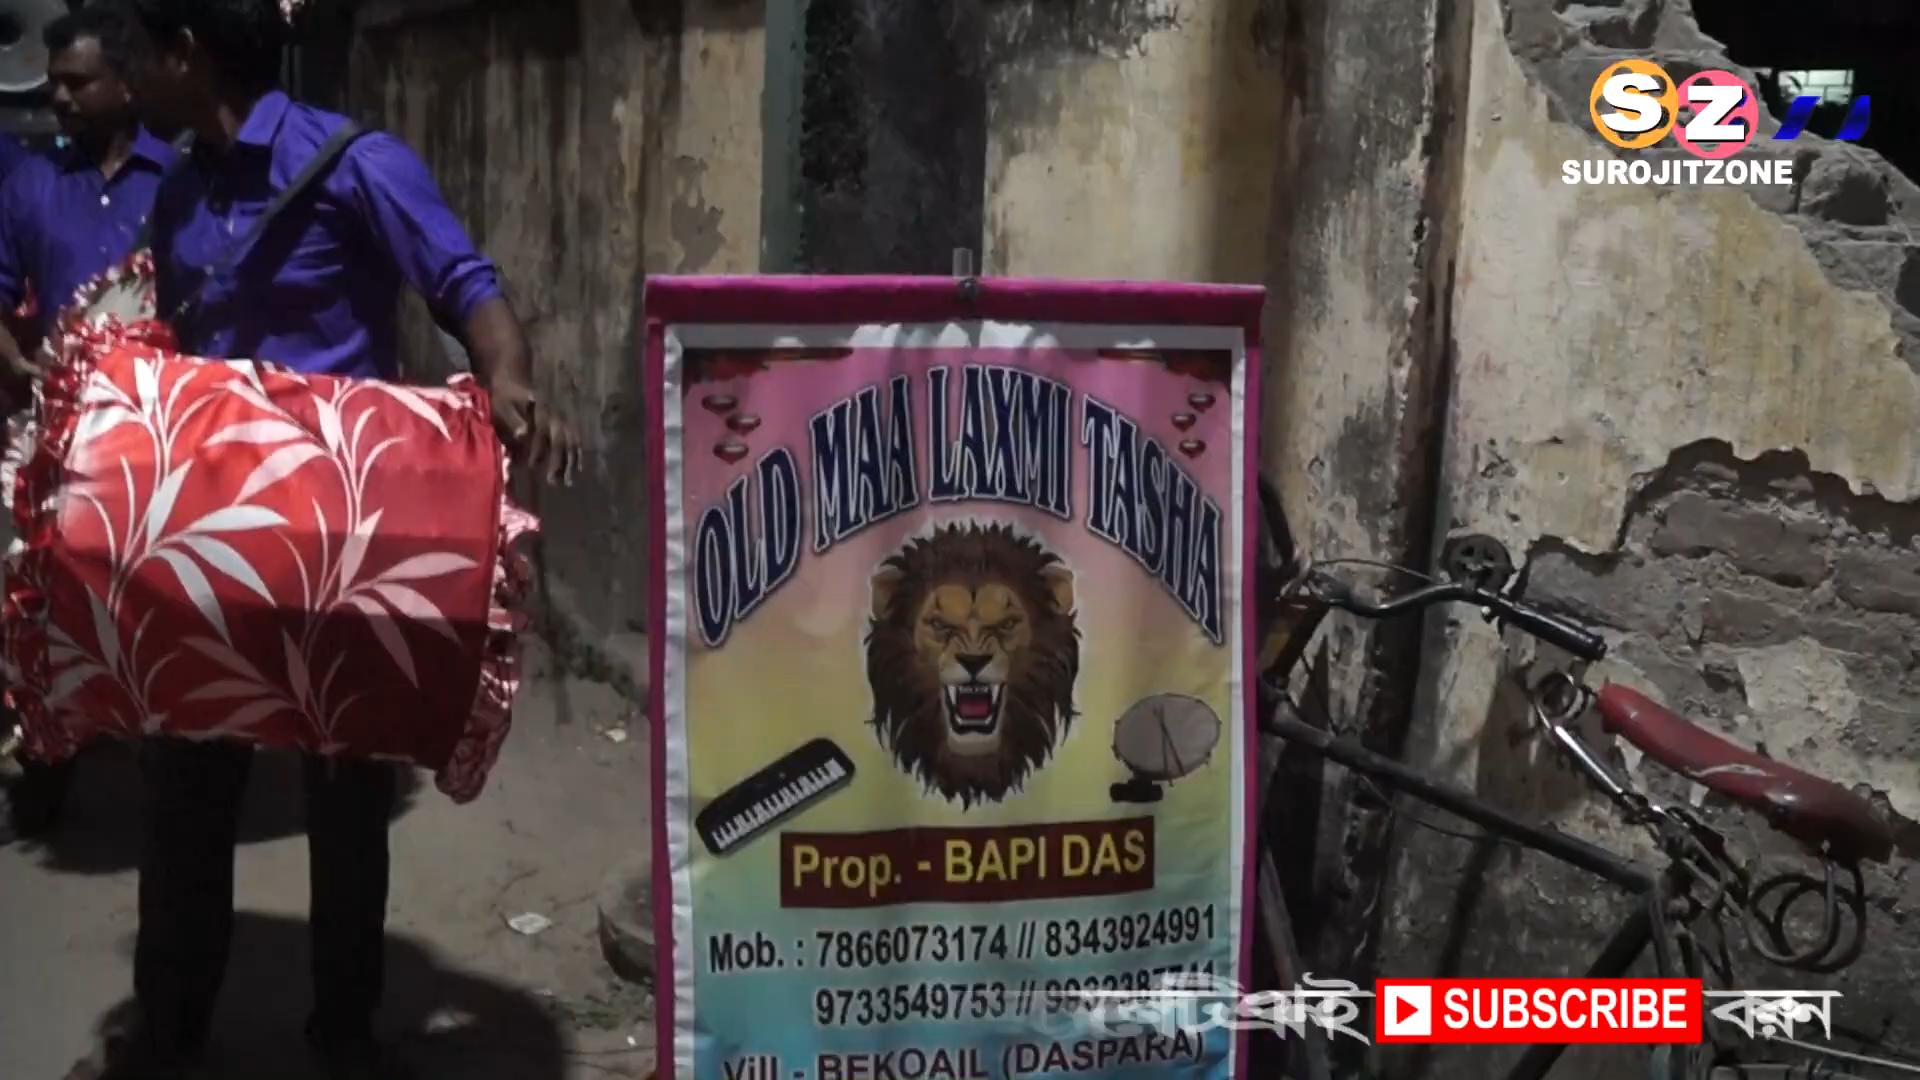 SZ
SUROJITZONE
OLD MAA LAXMI TASHA
Prop. - BAPI DAS
Mob. : 7866073174 // 8343924991
9733549753 //
Vill - BEKOAIL (DASPARA)
SUBSCRIBE করুন